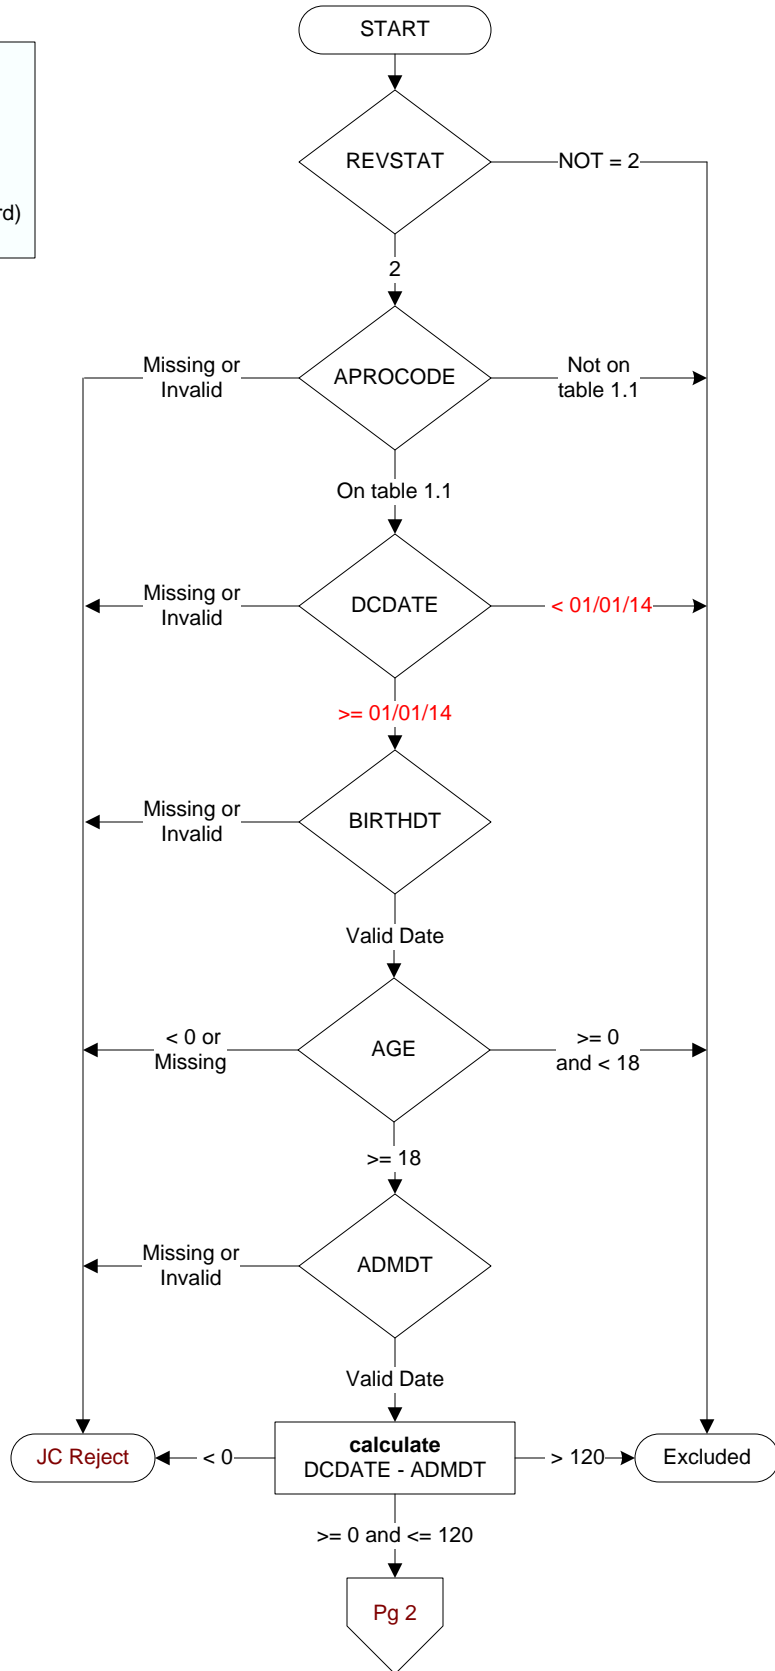 START
REVSTAT
NOT = 2
rd)
2
Missing or
Invalid
APROCODE
Not on
table 1.1
On table 1.1
Missing or
Invalid
DCDATE
< 01/01/14
>= 01/01/14
Missing or
Invalid
BIRTHDT
Valid Date
< 0 or
Missing
AGE
>= 0
and < 18
>= 18
Missing or
Invalid
ADMDT
Valid Date
JC Reject
< 0
calculate
DCDATE - ADMDT
> 120
Excluded
>= 0 and <= 120
Pg 2